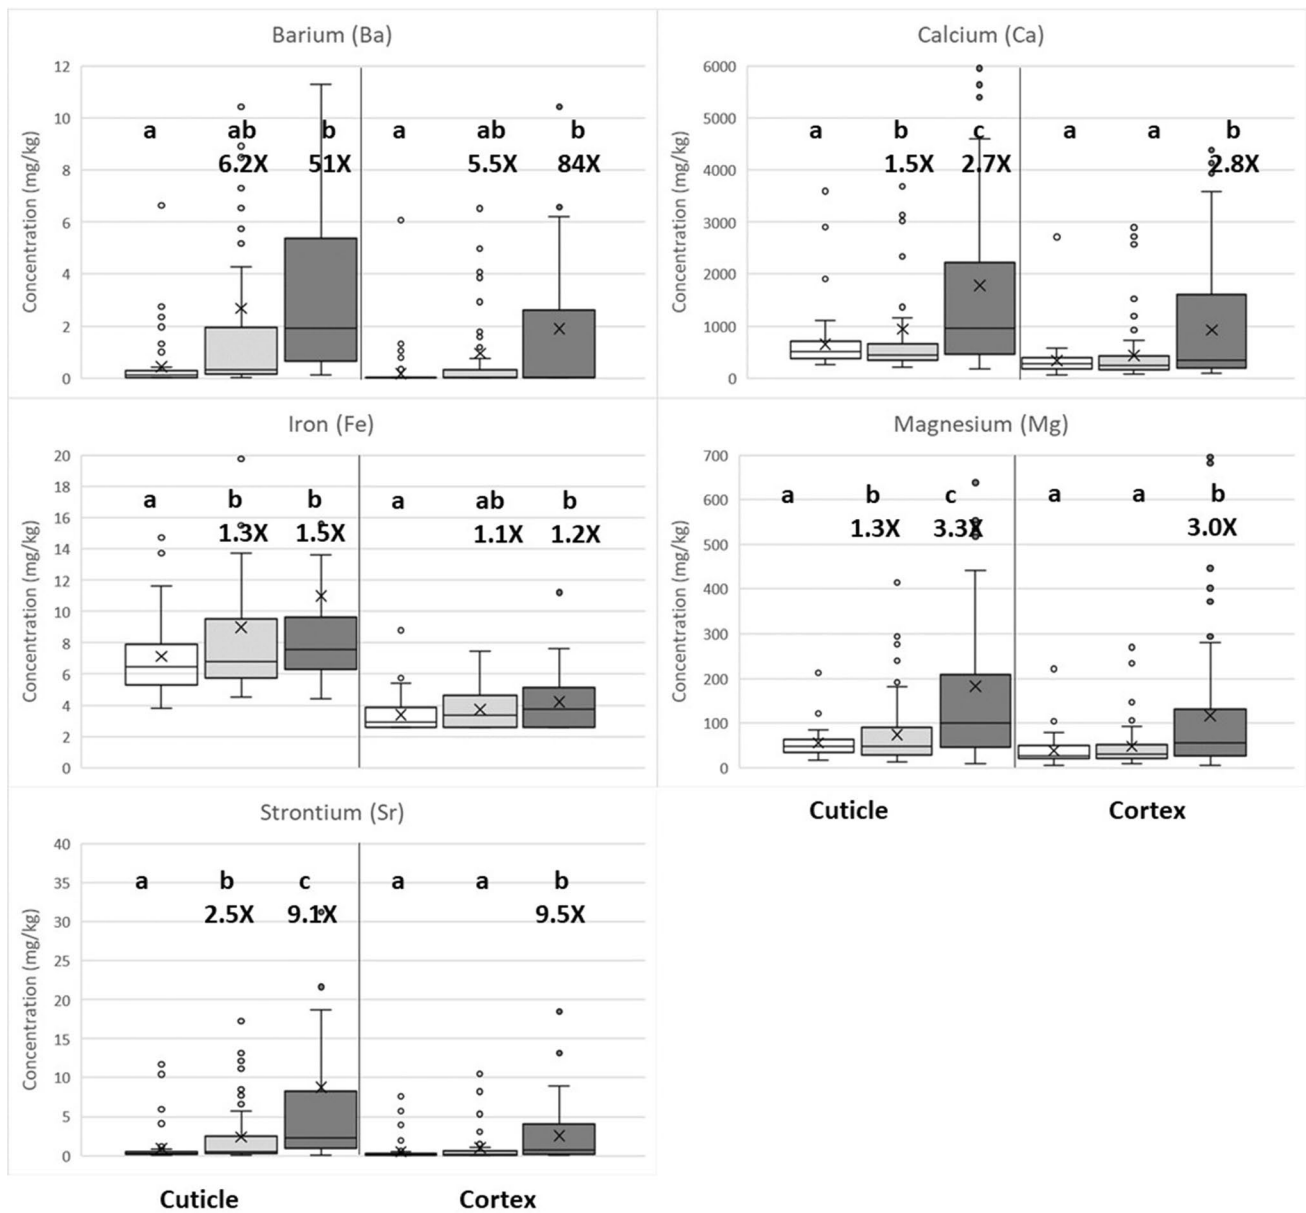 Barium (Ba)
Concentration (mg/kg)
12
10
8
6
4
2
0
a ab b a ab b
6.2X 51X 5.5X 84X
Calcium (Ca)
Concentration (mg/kg)
6000
5000
4000
3000
2000
1000
0
a b c a a b
1.5X 2.7X 2.8X
Iron (Fe)
Concentration (mg/kg)
20
18
16
14
12
10
8
6
4
2
0
a b b a ab b
1.3X 1.5X 1.1X 1.2X
Magnesium (Mg)
Concentration (mg/kg)
700
600
500
400
300
200
100
0
a b c a a b
1.3X 3.3X 3.0X
Cuticle Cortex
Strontium (Sr)
Concentration (mg/kg)
40
35
30
25
20
15
10
5
0
a b c a a b
2.5X 9.1X 9.5X
Cuticle Cortex